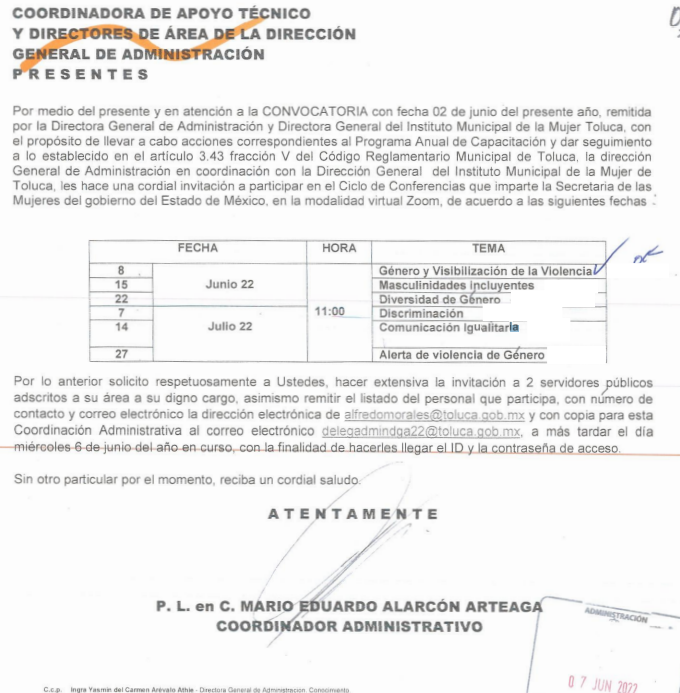 COORDINADORA DE APOYO TÉCNICO
Y DIRECTORES DE ÁREA DE LA DIRECCIÓN
GENERAL DE ADMINISTRACIÓN
P R E S E N T E S
Por medio del presente y en atención a la CONVOCATORIA con fecha 02 de junio del presente año, remitida
por la Directora General de Administración y Directora General del Instituto Municipal de la Mujer Toluca, con
el propósito de llevar a cabo acciones correspondientes al Programa Anual de Capacitación y dar seguimiento
a lo establecido en el artículo 3.43 fracción V del Código Reglamentario Municipal de Toluca, la dirección
General de Administración en coordinación con la Dirección General del Instituto Municipal de la Mujer de
Toluca, les hace una cordial invitación a participar en el Ciclo de Conferencias que imparte la Secretaria de las
Mujeres del gobierno del Estado de México, en la modalidad virtual Zoom, de acuerdo a las siguientes fechas :
FECHA HORA TEMA
8 Género y Visibilización de la Violencia
15 Junio 22 Masculinidades incluyentes
22 Diversidad de Género
7 11:00 Discriminación
14 Julio 22 Comunicación Igualitaria
27 Alerta de violencia de Género
Por lo anterior solicito respetuosamente a Ustedes, hacer extensiva la invitación a 2 servidores públicos
adscritos a su área a su digno cargo, asimismo remitir el listado del personal que participa, con número de
contacto y correo electrónico la dirección electrónica de alfredomorales@toluca.gob.mx y con copia para esta
Coordinación Administrativa al correo electrónico delegadmindga22@toluca.gob.mx, a más tardar el día
miércoles 6 de junio del año en curso, con la finalidad de hacerles llegar el ID y la contraseña de acceso.
Sin otro particular por el momento, reciba un cordial saludo.
A T E N T A M E N T E
P. L. en C. MARIO EDUARDO ALARCÓN ARTEAGA
COORDINADOR ADMINISTRATIVO
ADMINISTRACIÓN
0 7 JUN 2022
C.c.p. Ingra Yasmin del Carmen Arévalo Athie - Directora General de Administración. Conocimiento.